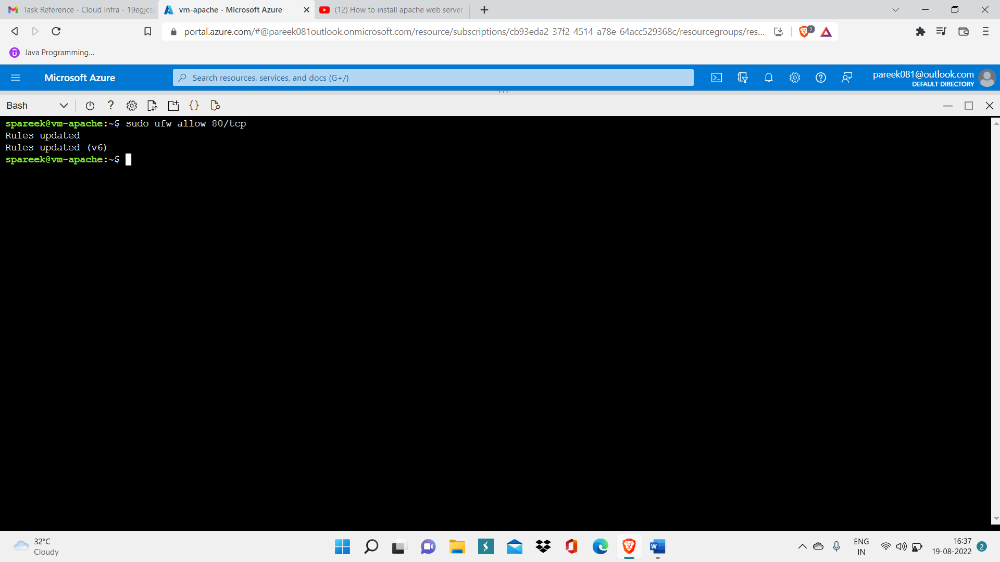 Task Reference - Cloud Infra - 19egjcs
vm-apache - Microsoft Azure
(12) How to install apache web server
portal.azure.com/#@pareek081outlook.onmicrosoft.com/resource/subscriptions/cb93eda2-37f2-4514-a78e-64acc529368c/resourcegroups/res...
3
Java Programming...
Microsoft Azure
Search resources, services, and docs (G+/)
pareek081@outlook.com
DEFAULT DIRECTORY
Bash
spareek@vm-apache:~$ sudo ufw allow 80/tcp
Rules updated
Rules updated (v6)
spareek@vm-apache:~$
32°C
Cloudy
ENG
IN
16:37
19-08-2022
2